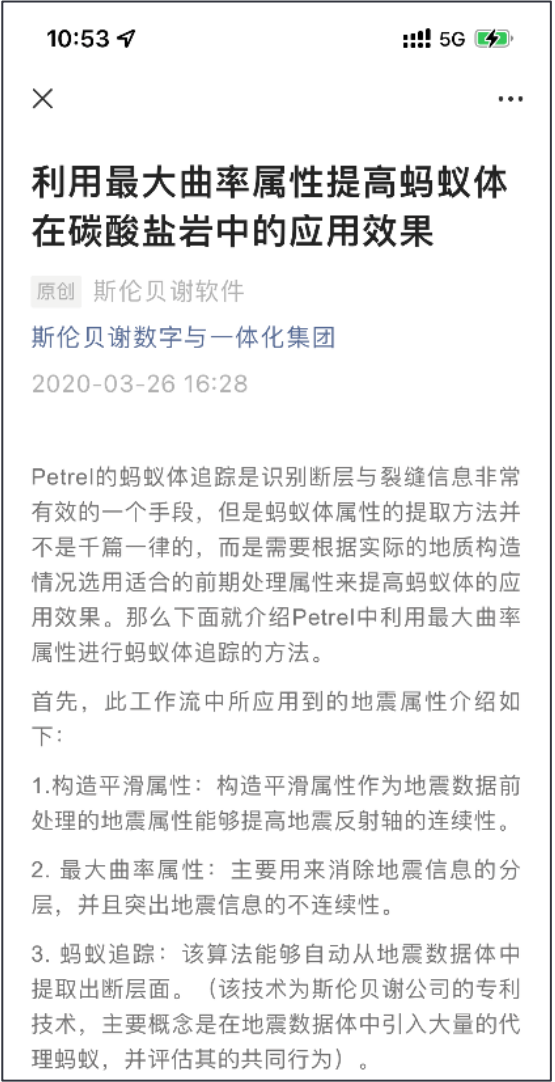 10:53
5G
利用最大曲率属性提高蚂蚁体
在碳酸盐岩中的应用效果
原创 斯伦贝谢软件
斯伦贝谢数字与一体化集团
2020-03-26 16:28
Petrel的蚂蚁体追踪是识别断层与裂缝信息非常
有效的一个手段，但是蚂蚁体属性的提取方法并
不是千篇一律的，而是需要根据实际的地质构造
情况选用适合的前期处理属性来提高蚂蚁体的应
用效果。那么下面就介绍Petrel中利用最大曲率
属性进行蚂蚁体追踪的方法。
首先，此工作流中所应用到的地震属性介绍如
下：
1.构造平滑属性：构造平滑属性作为地震数据前
处理的地震属性能够提高地震反射轴的连续性。
2. 最大曲率属性：主要用来消除地震信息的分
层，并且突出地震信息的不连续性。
3. 蚂蚁追踪：该算法能够自动从地震数据体中
提取出断层面。（该技术为斯伦贝谢公司的专利
技术，主要概念是在地震数据体中引入大量的代
理蚂蚁，并评估其的共同行为）。